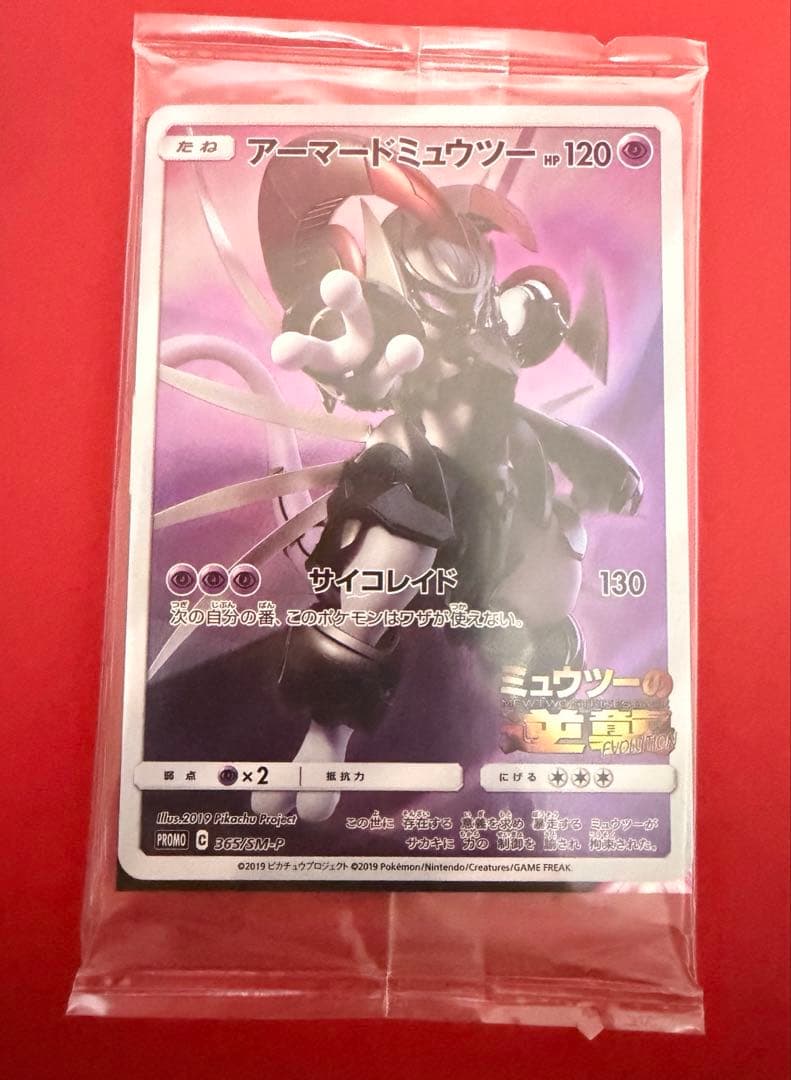 たね アーマードミュウツー HP 120
サイコレイド 130
次の自分の番、このポケモンはワザが使えない。
ミュウツーの
MEWTWO STRIKES BACK
逆襲
EVOLUTION
弱点 ×2 抵抗力 にげる
Illus.2019 Pikachu Project
この世に 存在する 意義を求め 暴走する ミュウツーが
サカキに 力の 制御を 諭され 拘束された。
PROMO C 365/SM-P
©2019 ピカチュウプロジェクト ©2019 Pokémon/Nintendo/Creatures/GAME FREAK.